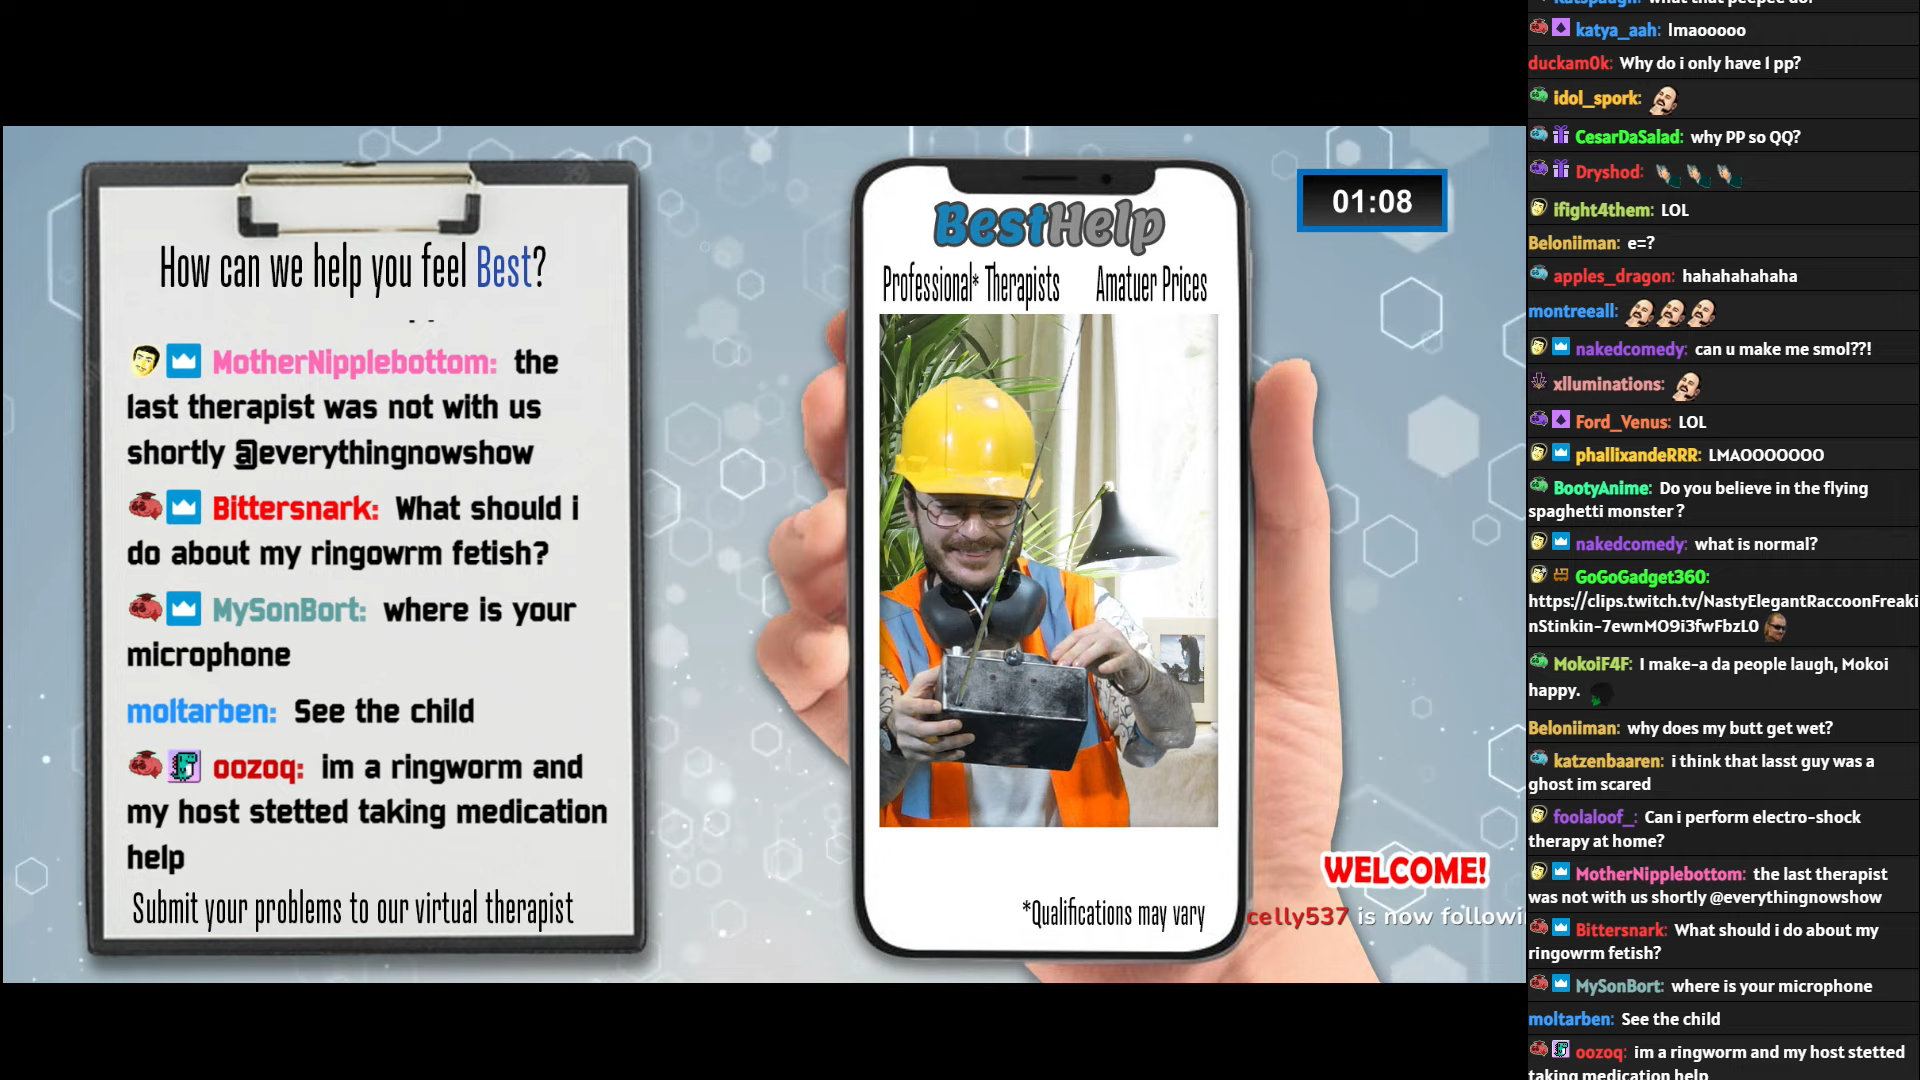 How can we help you feel Best?
MotherNipplebottom: the
last therapist was not with us
shortly @everythingnowshow
Bittersnark: What should i
do about my ringowrm fetish?
MySonBort: where is your
microphone
moltarben: See the child
oozoq: im a ringworm and
my host stetted taking medication
help
Submit your problems to our virtual therapist
BestHelp
Professional* Therapists Amatuer Prices
*Qualifications may vary
01:08
WELCOME!
celly537 is now followi
katya_aah: lmaooooo
duckam0k: Why do i only have 1 pp?
idol_spork:
CesarDaSalad: why PP so QQ?
Dryshod:
ifight4them: LOL
Beloniiman: e=?
apples_dragon: hahahahahaha
montreeall:
nakedcomedy: can u make me smol??!
xlluminations:
Ford_Venus: LOL
phallixandeRRR: LMAOOOOOOO
BootyAnime: Do you believe in the flying
spaghetti monster?
nakedcomedy: what is normal?
GoGoGadget360:
https://clips.twitch.tv/NastyElegantRaccoonFreaki
nStinkin-7ewnMO9i3fwFbzL0
MokoiF4F: I make-a da people laugh, Mokoi
happy.
Beloniiman: why does my butt get wet?
katzenbaaren: i think that lasst guy was a
ghost im scared
foolaloof_: Can i perform electro-shock
therapy at home?
MotherNipplebottom: the last therapist
was not with us shortly @everythingnowshow
Bittersnark: What should i do about my
ringowrm fetish?
MySonBort: where is your microphone
moltarben: See the child
oozoq: im a ringworm and my host stetted
taking medication help